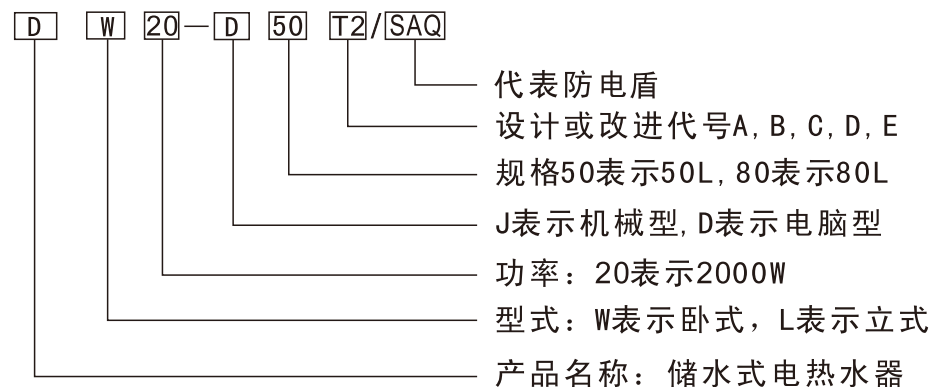 D W 20—D 50 T2/SAQ
代表防电盾
设计或改进代号A,B,C,D,E
规格50表示50L,80表示80L
J表示机械型,D表示电脑型
功率：20表示2000W
型式：W表示卧式，L表示立式
产品名称：储水式电热水器